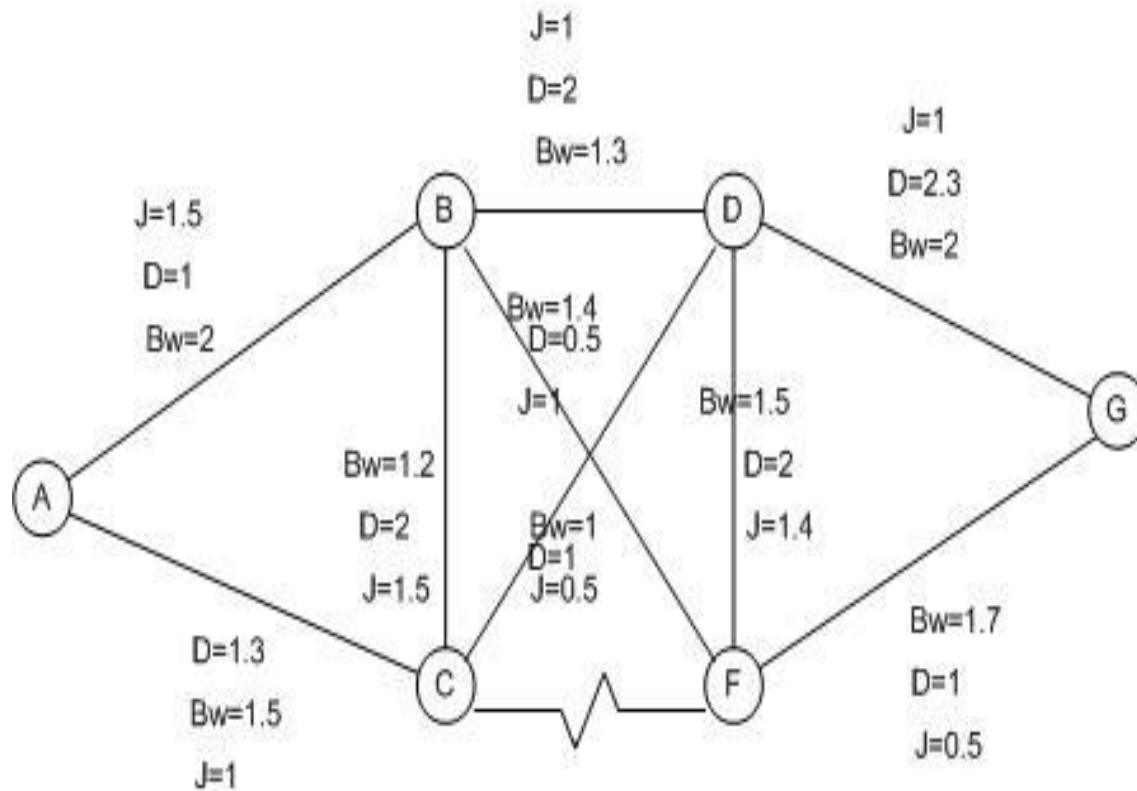 J=1
D=2
Bw=1.3
J=1
D=2.3
Bw=2
J=1.5
D=1
Bw=2
B
D
Bw=1.4
D=0.5
J=1
Bw=1.5
D=2
J=1.4
G
A
Bw=1.2
D=2
J=1.5
Bw=1
D=1
J=0.5
C
F
D=1.3
Bw=1.5
J=1
Bw=1.7
D=1
J=0.5